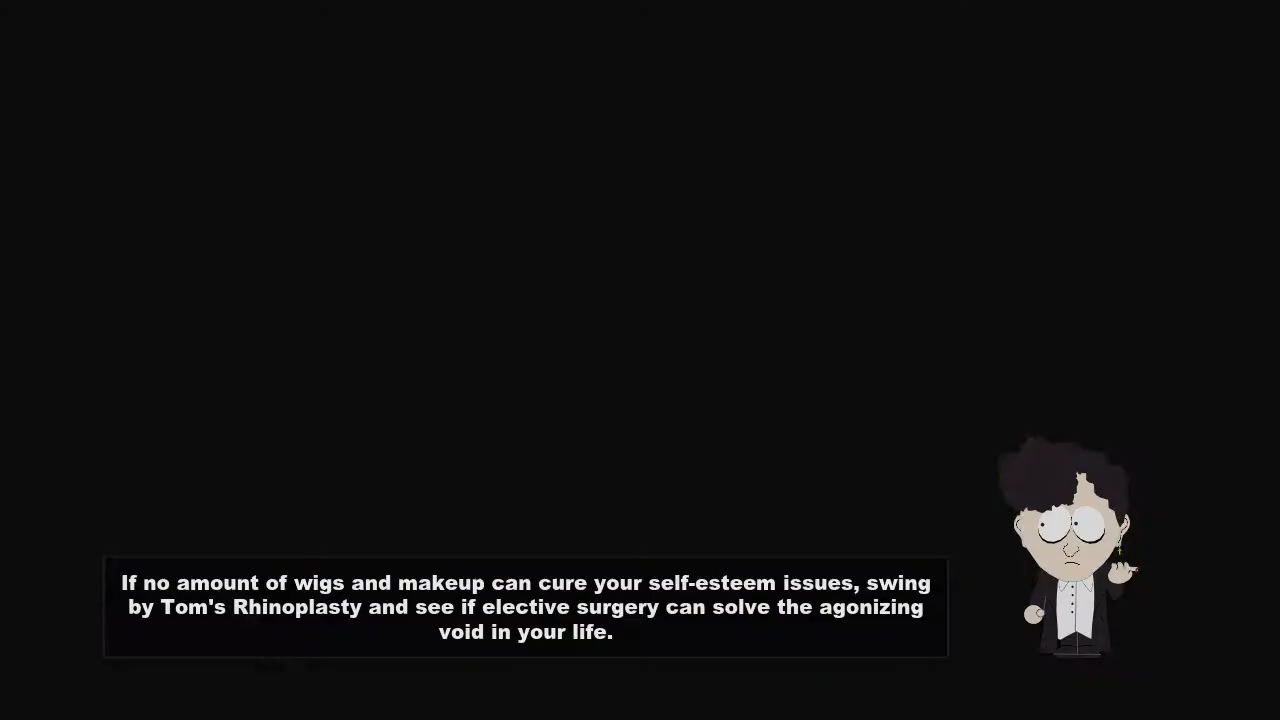 If no amount of wigs and makeup can cure your self-esteem issues, swing
by Tom's Rhinoplasty and see if elective surgery can solve the agonizing
void in your life.